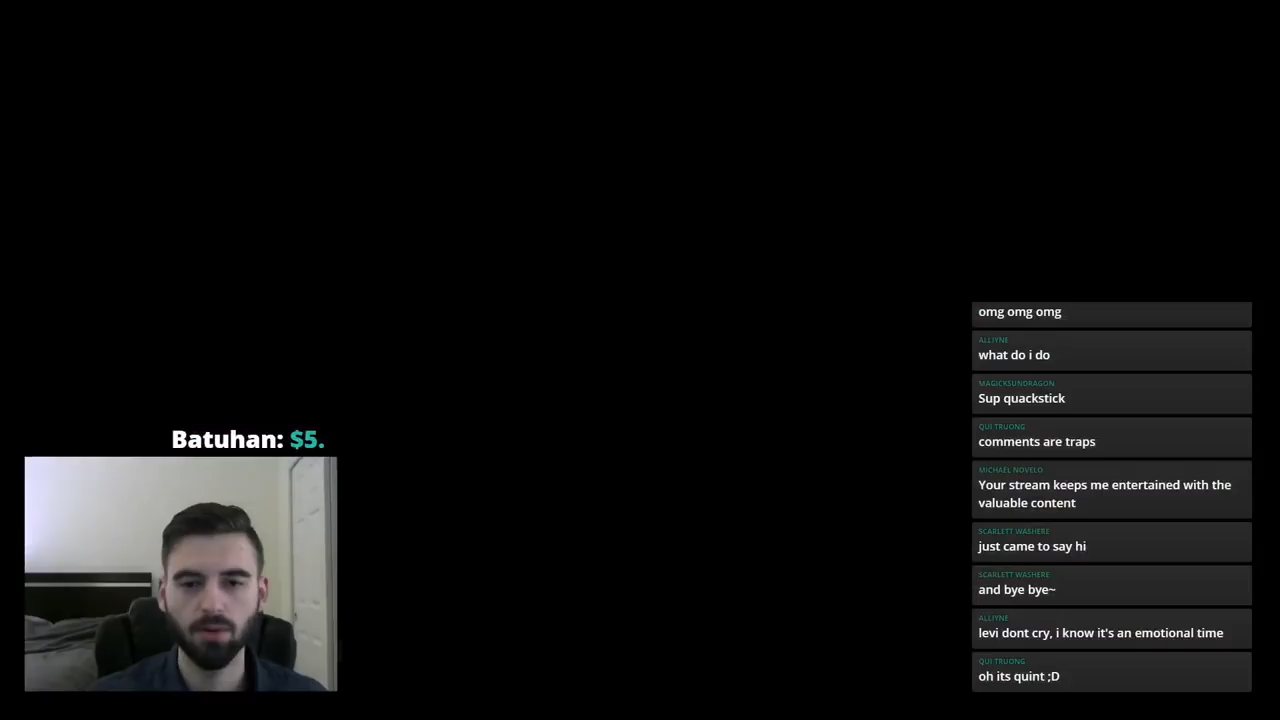 omg omg omg
ALLIYNE
what do i do
MAGICKSUNDRAGON
Sup quackstick
QUI TRUONG
comments are traps
MICHAEL NOVELO
Your stream keeps me entertained with the
valuable content
SCARLETT WASHERE
just came to say hi
SCARLETT WASHERE
and bye bye~
ALLIYNE
levi dont cry, i know it's an emotional time
QUI TRUONG
oh its quint ;D
Batuhan: $5.